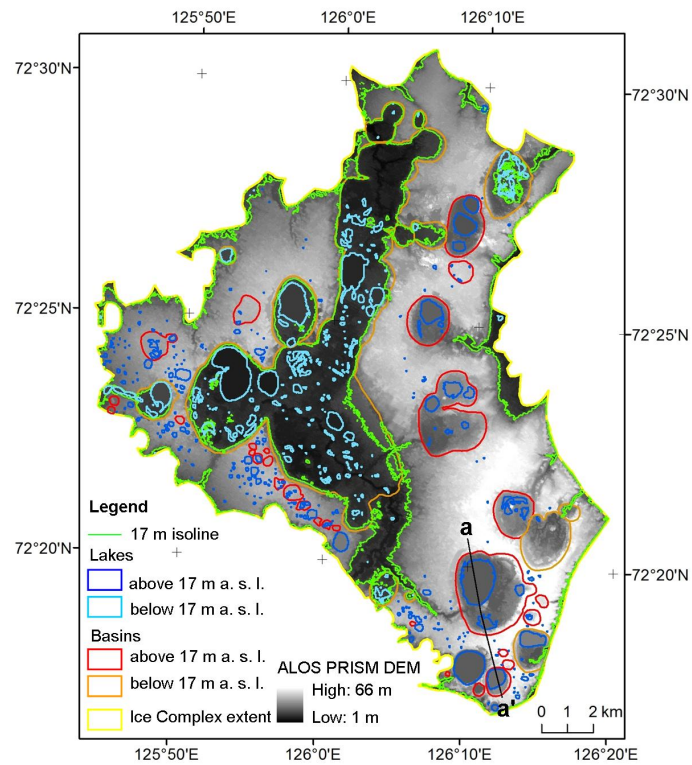 125°50'E 126°0'E 126°10'E
72°30'N 72°30'N
72°25'N 72°25'N
72°20'N 72°20'N
a
a'
Legend
17 m isoline
Lakes
above 17 m a. s. l.
below 17 m a. s. l.
Basins
above 17 m a. s. l.
below 17 m a. s. l.
Ice Complex extent
ALOS PRISM DEM
High: 66 m
Low: 1 m
0 1 2 km
125°50'E 126°0'E 126°10'E 126°20'E